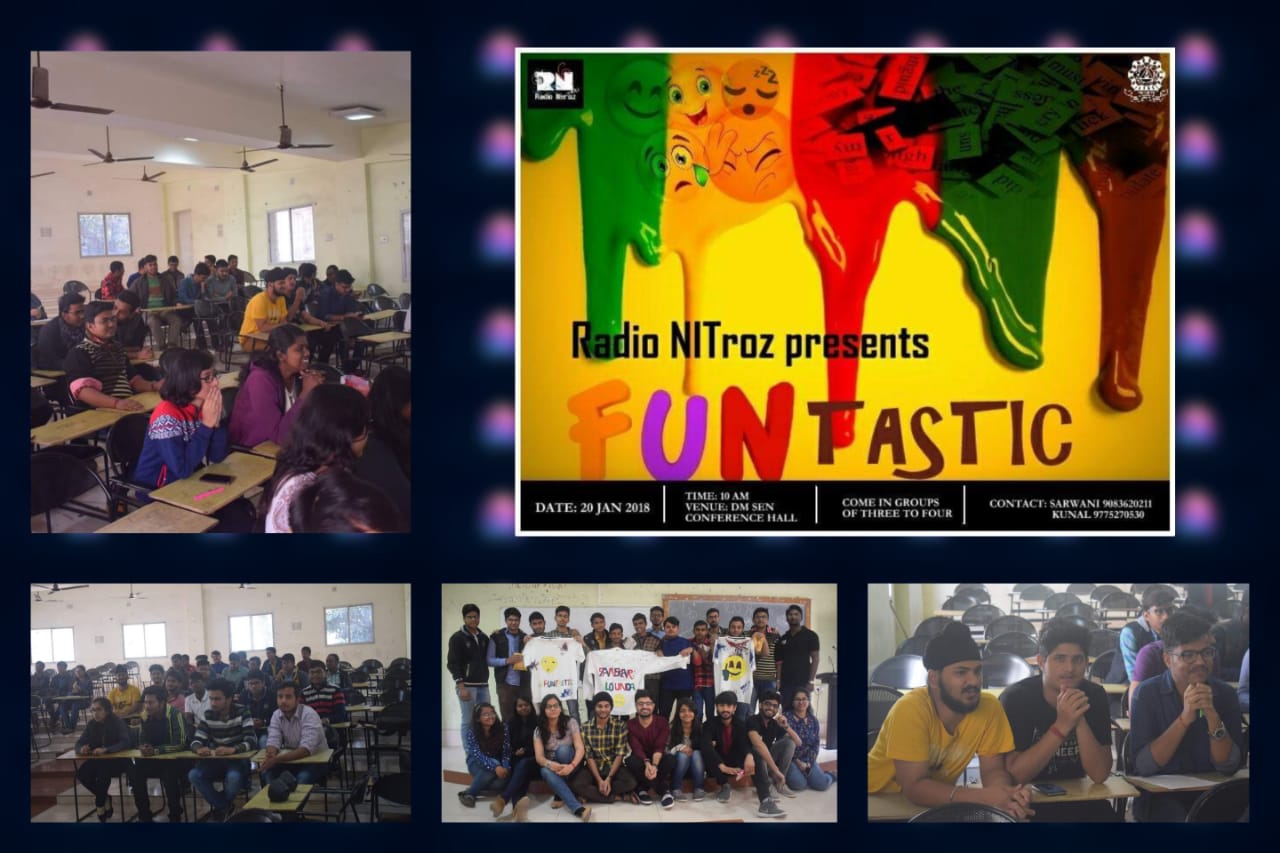 RN
Radio Nitroz
Radio NITroz presents
FUNTASTIC
DATE: 20 JAN 2018
TIME: 10 AM
VENUE: DM SEN
CONFERENCE HALL
COME IN GROUPS
OF THREE TO FOUR
CONTACT: SARWANI 9083620211
KUNAL 9775270530
FUNTASTIC